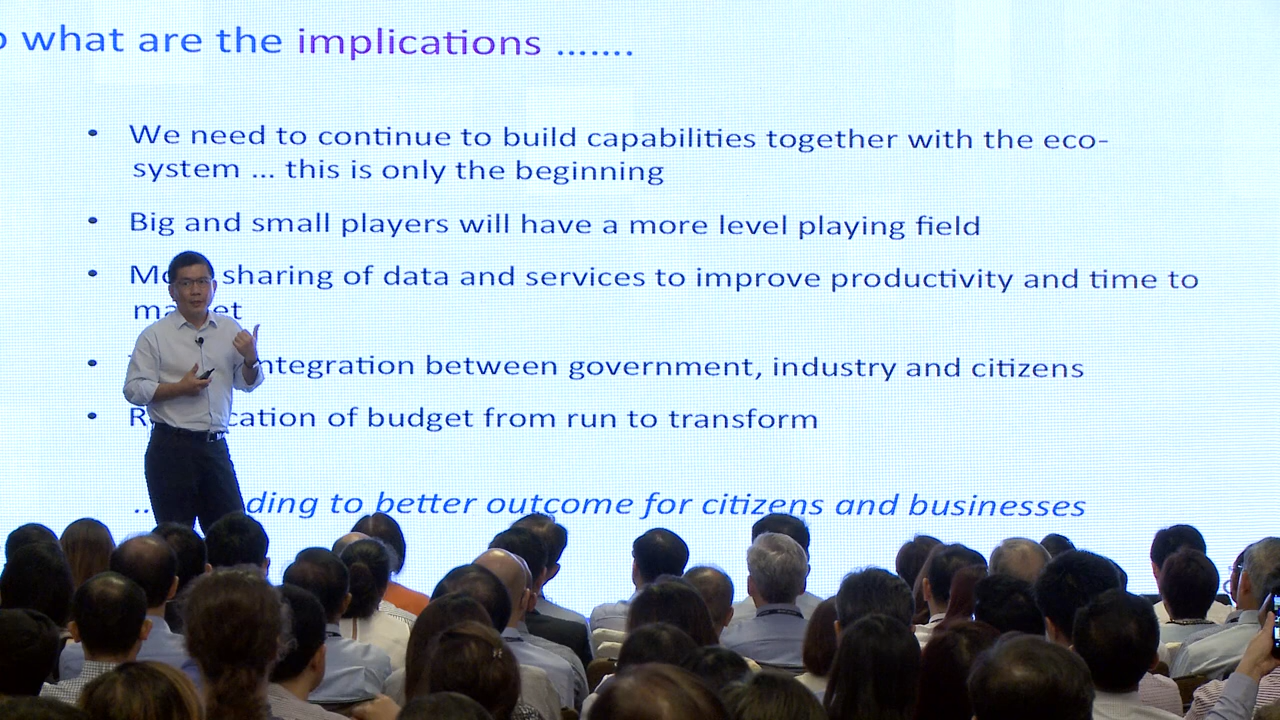 what are the implications .......
• We need to continue to build capabilities together with the eco-
system ... this is only the beginning
• Big and small players will have a more level playing field
• sharing of data and services to improve productivity and time to
• integration between government, industry and citizens
• of budget from run to transform
to better outcome for citizens and businesses